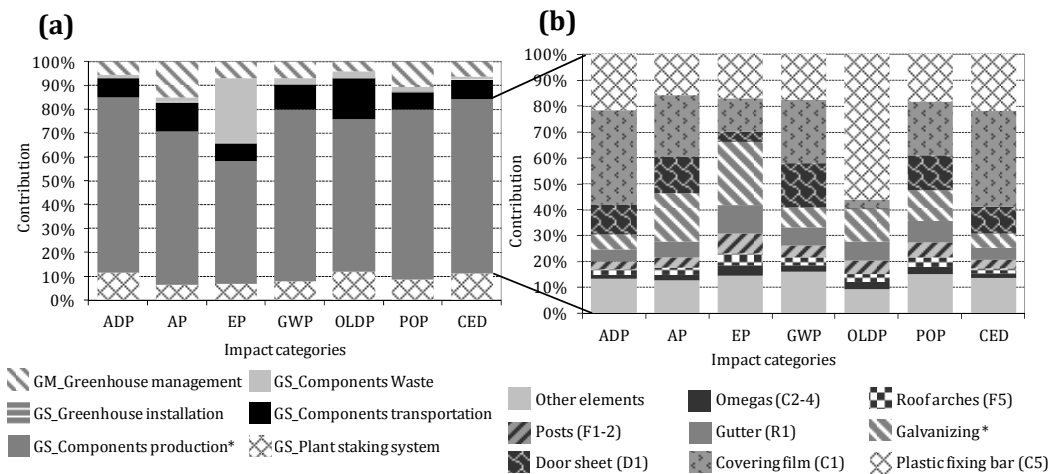 (a)
Contribution
100%
90%
80%
70%
60%
50%
40%
30%
20%
10%
0%
ADP AP EP GWP OLDP POP CED
Impact categories
GM_Greenhouse management
GS_Components Waste
GS_Greenhouse installation
GS_Components transportation
GS_Components production*
GS_Plant staking system
(b)
Contribution
100%
90%
80%
70%
60%
50%
40%
30%
20%
10%
0%
ADP AP EP GWP OLDP POP CED
Impact categories
Other elements
Omegas (C2-4)
Roof arches (F5)
Posts (F1-2)
Gutter (R1)
Galvanizing *
Door sheet (D1)
Covering film (C1)
Plastic fixing bar (C5)